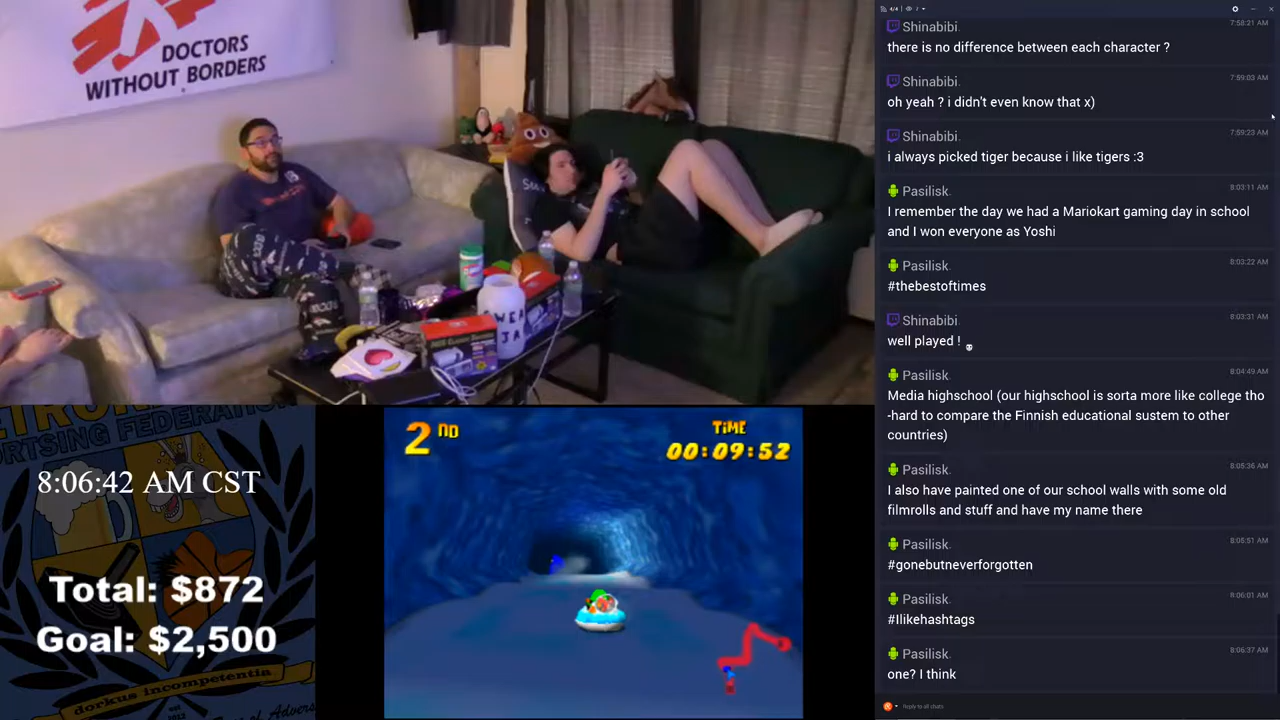 DOCTORS
WITHOUT BORDERS
8:06:42 AM CST
Total: $872
Goal: $2,500
dorkus incompetentia
2 ND
TIME
00:09:52
4/4
Shinabibi
7:58:21 AM
there is no difference between each character ?
Shinabibi
7:59:03 AM
oh yeah ? i didn't even know that x)
Shinabibi
7:59:23 AM
i always picked tiger because i like tigers :3
Pasilisk
8:03:11 AM
I remember the day we had a Mariokart gaming day in school
and I won everyone as Yoshi
Pasilisk
8:03:22 AM
#thebestoftimes
Shinabibi
8:03:31 AM
well played !
Pasilisk
8:04:49 AM
Media highschool (our highschool is sorta more like college tho
-hard to compare the Finnish educational sustem to other
countries)
Pasilisk
8:05:36 AM
I also have painted one of our school walls with some old
filmrolls and stuff and have my name there
Pasilisk
8:05:51 AM
#gonebutneverforgotten
Pasilisk
8:06:01 AM
#Ilikehashtags
Pasilisk
8:06:37 AM
one? I think
Reply to all chats